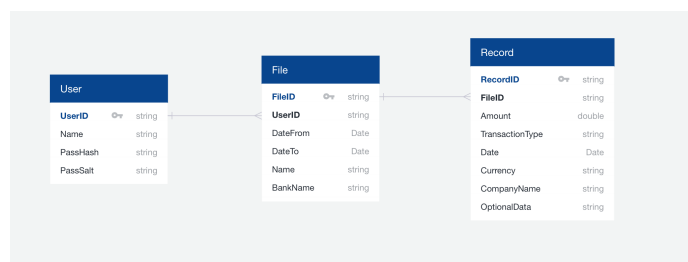 User
UserID string
Name string
PassHash string
PassSalt string
File
FileID string
UserID string
DateFrom Date
DateTo Date
Name string
BankName string
Record
RecordID string
FileID string
Amount double
TransactionType string
Date Date
Currency string
CompanyName string
OptionalData string